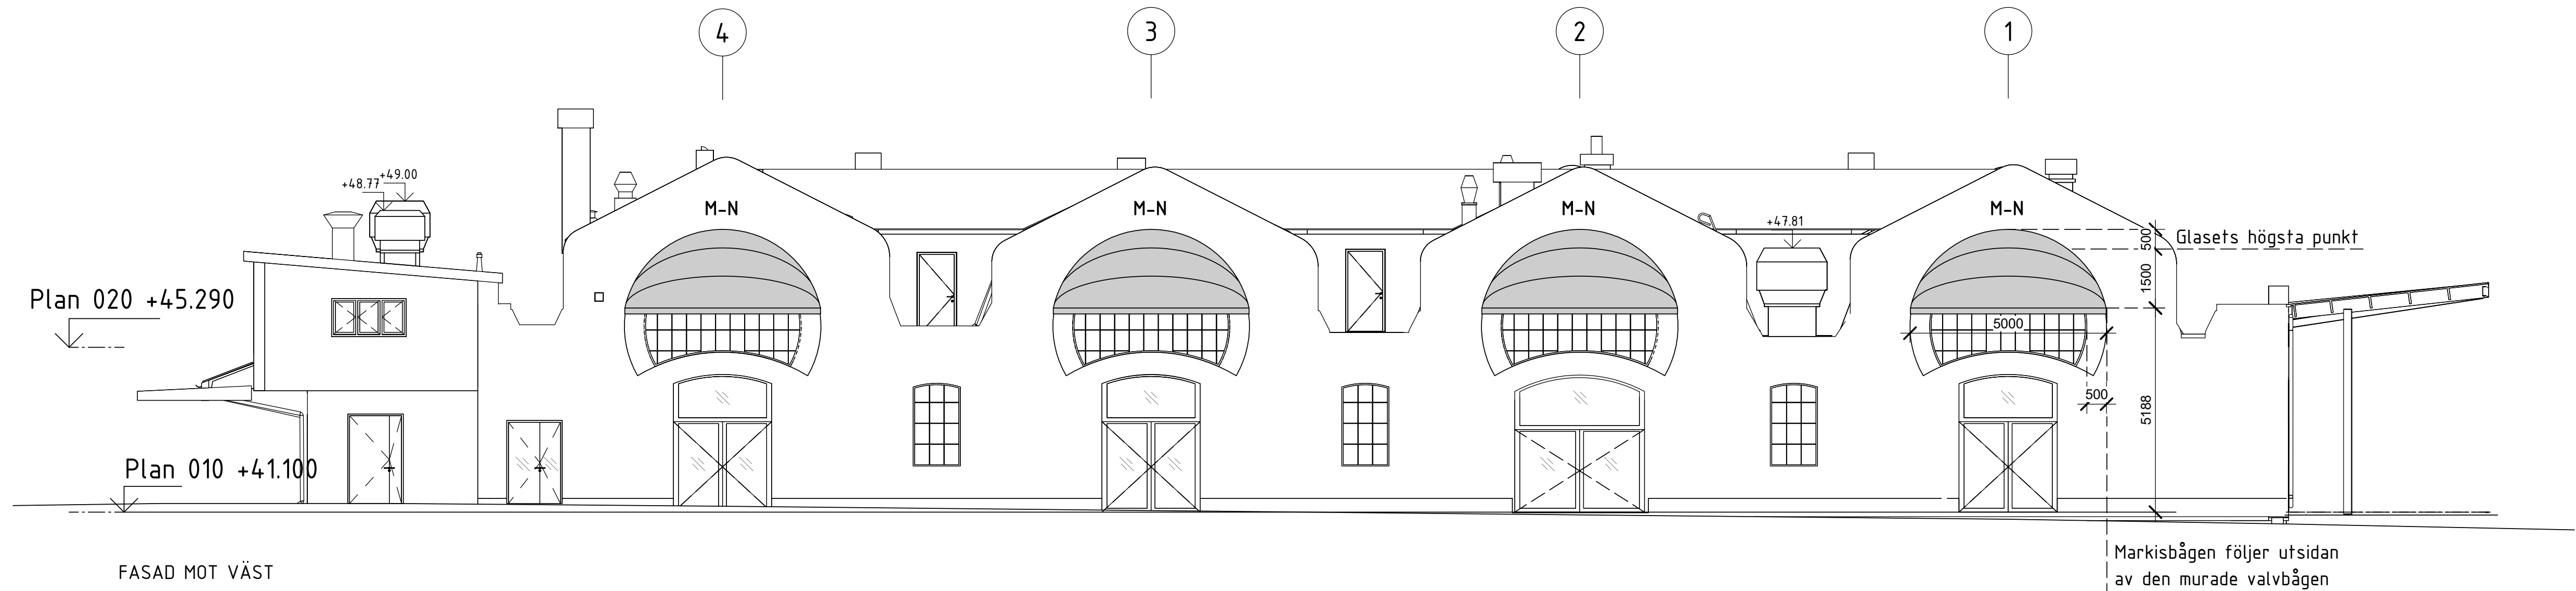 4
3
2
1
+49.00
+48.77
M-N
M-N
M-N
M-N
+47.81
500
Glasets högsta punkt
1500
Plan 020 +45.290
5000
500
5188
Plan 010 +41.100
Markisbågen följer utsidan
av den murade valvbågen
FASAD MOT VÄST